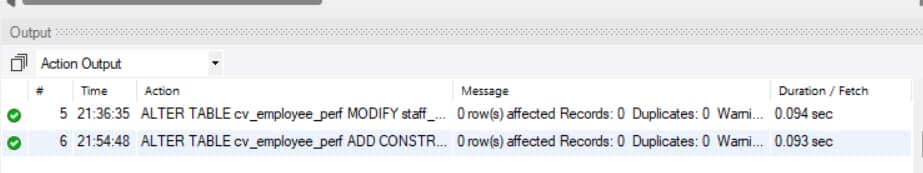 Output
Action Output
# Time Action Message Duration / Fetch
5 21:36:35 ALTER TABLE cv_employee_perf MODIFY staff_... 0 row(s) affected Records: 0 Duplicates: 0 Warni... 0.094 sec
6 21:54:48 ALTER TABLE cv_employee_perf ADD CONSTR... 0 row(s) affected Records: 0 Duplicates: 0 Warni... 0.093 sec